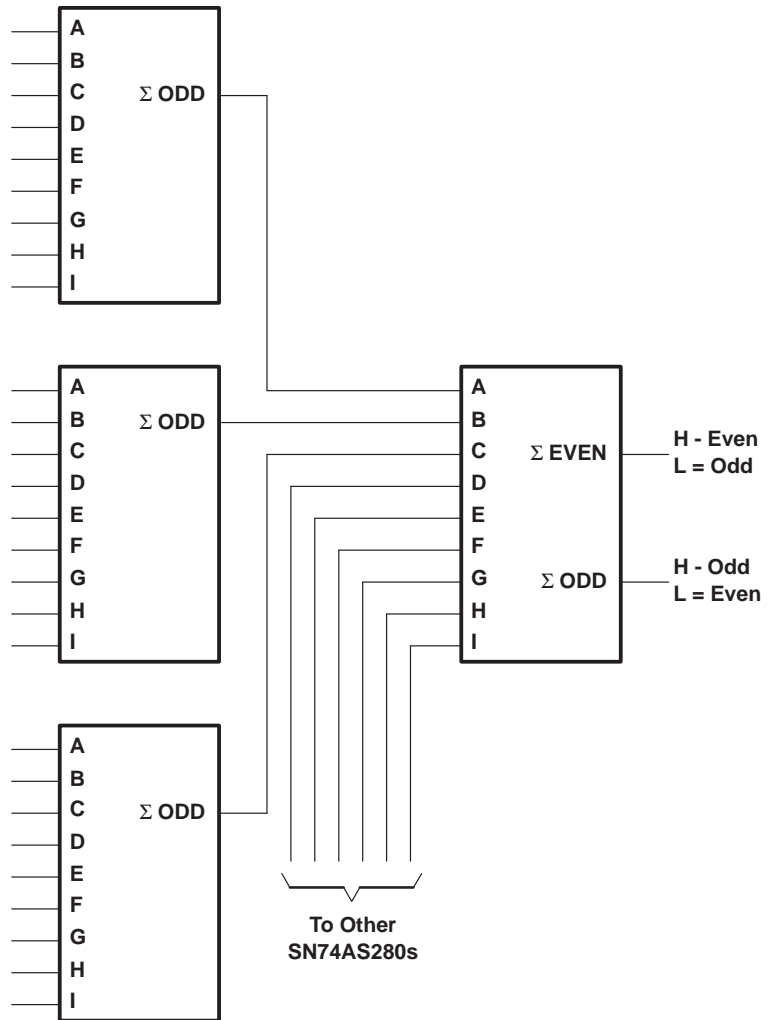 A
B
C
D
E
F
G
H
I
Σ ODD
A
B
C
D
E
F
G
H
I
Σ ODD
A
B
C
D
E
F
G
H
I
Σ ODD
A
B
C
D
E
F
G
H
I
Σ EVEN
Σ ODD
H - Even
L = Odd
H - Odd
L = Even
To Other
SN74AS280s